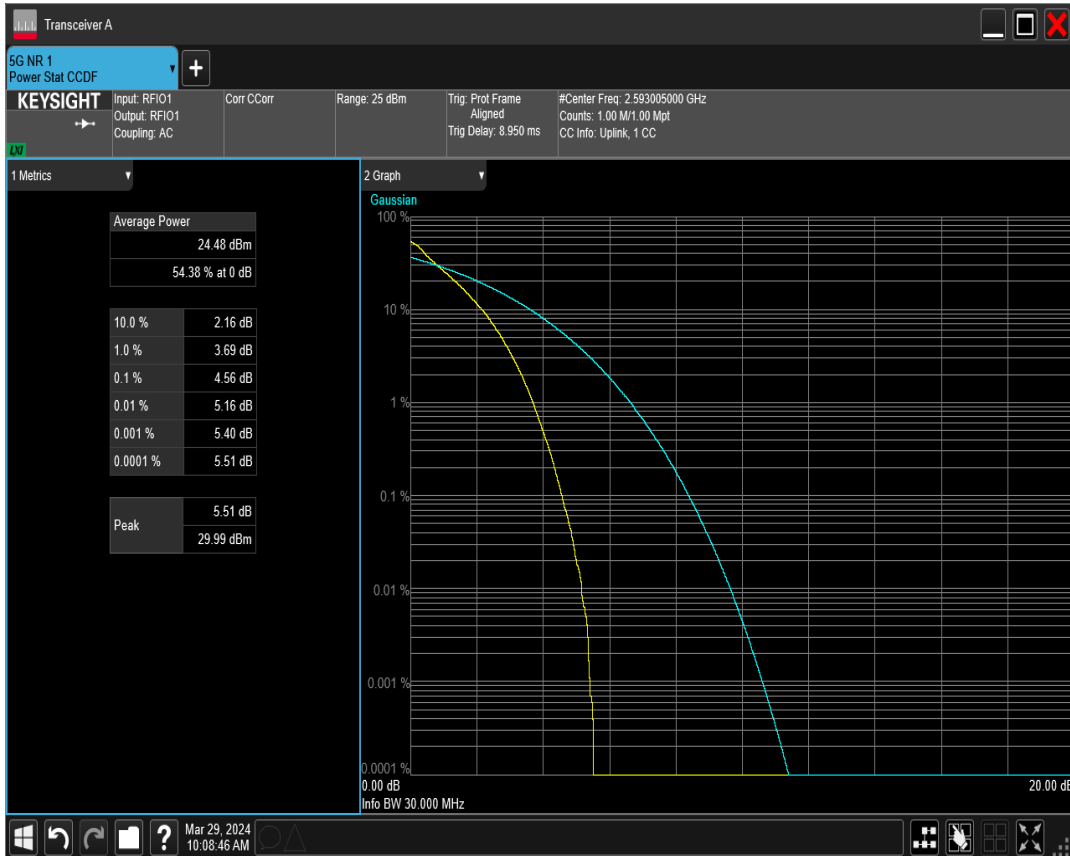 Transceiver A
5G NR 1
Power Stat CCDF
+
KEYSIGHT
LXI
Input: RFIO1
Output: RFIO1
Coupling: AC
Corr CCorr
Range: 25 dBm
Trig: Prot Frame
Aligned
Trig Delay: 8.950 ms
#Center Freq: 2.593005000 GHz
Counts: 1.00 M/1.00 Mpt
CC Info: Uplink, 1 CC
1 Metrics
Average Power
24.48 dBm
54.38 % at 0 dB
10.0 % 2.16 dB
1.0 % 3.69 dB
0.1 % 4.56 dB
0.01 % 5.16 dB
0.001 % 5.40 dB
0.0001 % 5.51 dB
Peak
5.51 dB
29.99 dBm
2 Graph
Gaussian
100 %
10 %
1 %
0.1 %
0.01 %
0.001 %
0.0001 %
0.00 dB 20.00 dB
Info BW 30.000 MHz
?
Mar 29, 2024
10:08:46 AM